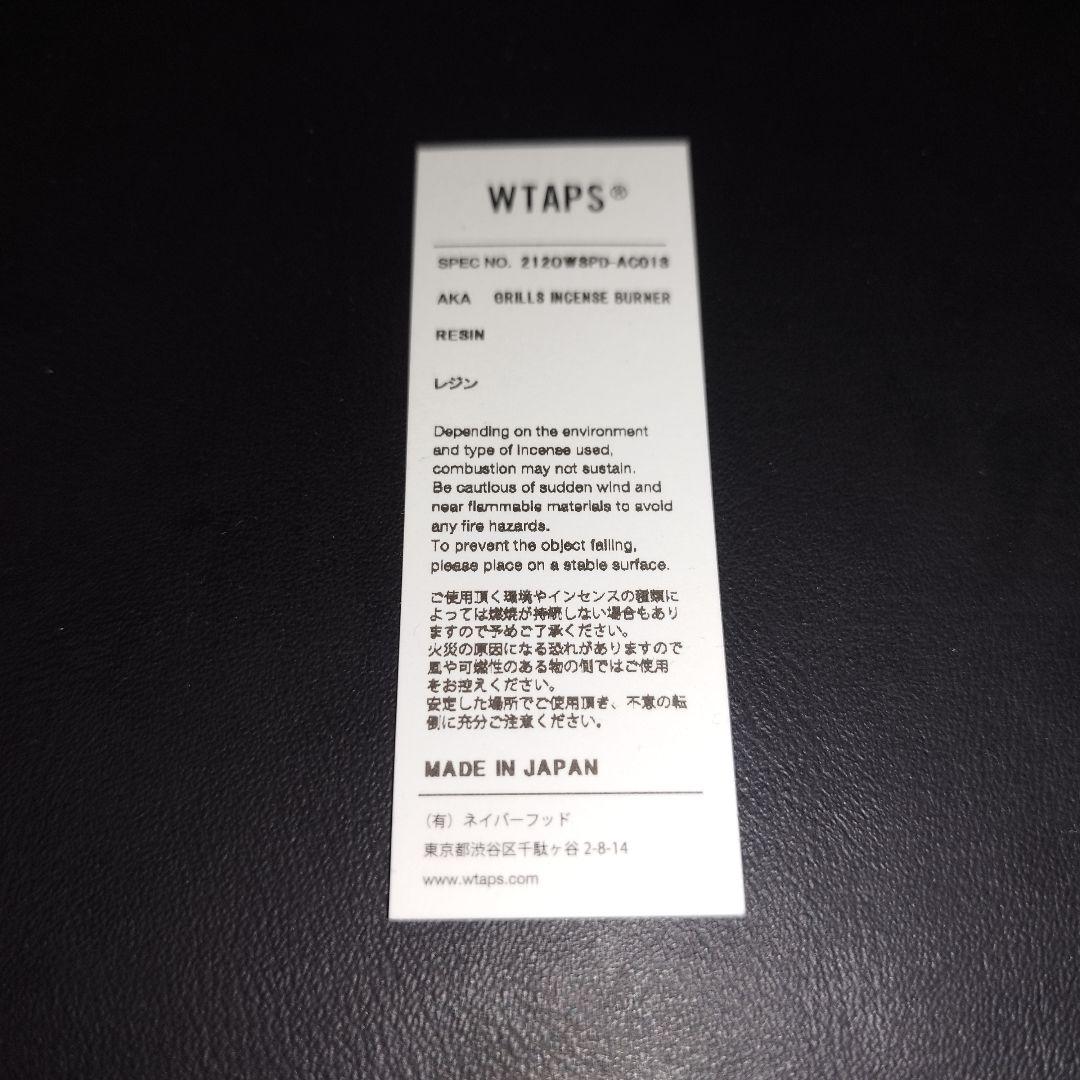 WTAPS®
SPEC NO. 212OWSPD-AC01S
AKA GRILLS INCENSE BURNER
RESIN
レジン
Depending on the environment
and type of incense used,
combustion may not sustain.
Be cautious of sudden wind and
near flammable materials to avoid
any fire hazards.
To prevent the object falling,
please place on a stable surface.
ご使用頂く環境やインセンスの種類に
よっては燃焼が持続しない場合もあり
ますので予めご了承ください。
火災の原因になる恐れがありますので
風や可燃性のある物の側ではご使用
をお控えください。
安定した場所でご使用頂き、不意の転
倒に充分ご注意ください。
MADE IN JAPAN
（有）ネイバーフッド
東京都渋谷区千駄ヶ谷 2-8-14
www.wtaps.com